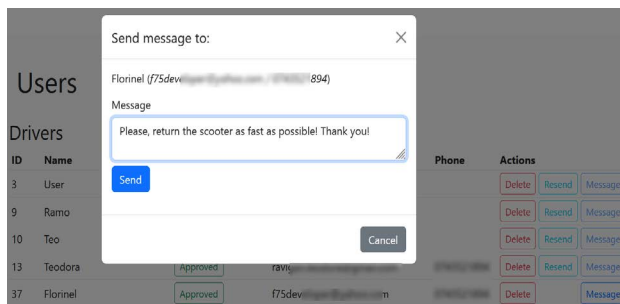 Send message to:
Florinel (f75dev 894)
Message
Please, return the scooter as fast as possible! Thank you!
Send
Cancel
Users
Drivers
ID Name Phone Actions
3 User Delete Resend Message
9 Ramo Delete Resend Message
10 Teo Delete Resend Message
13 Teodora Approved Delete Resend Message
37 Florinel Approved f75dev m Delete Message